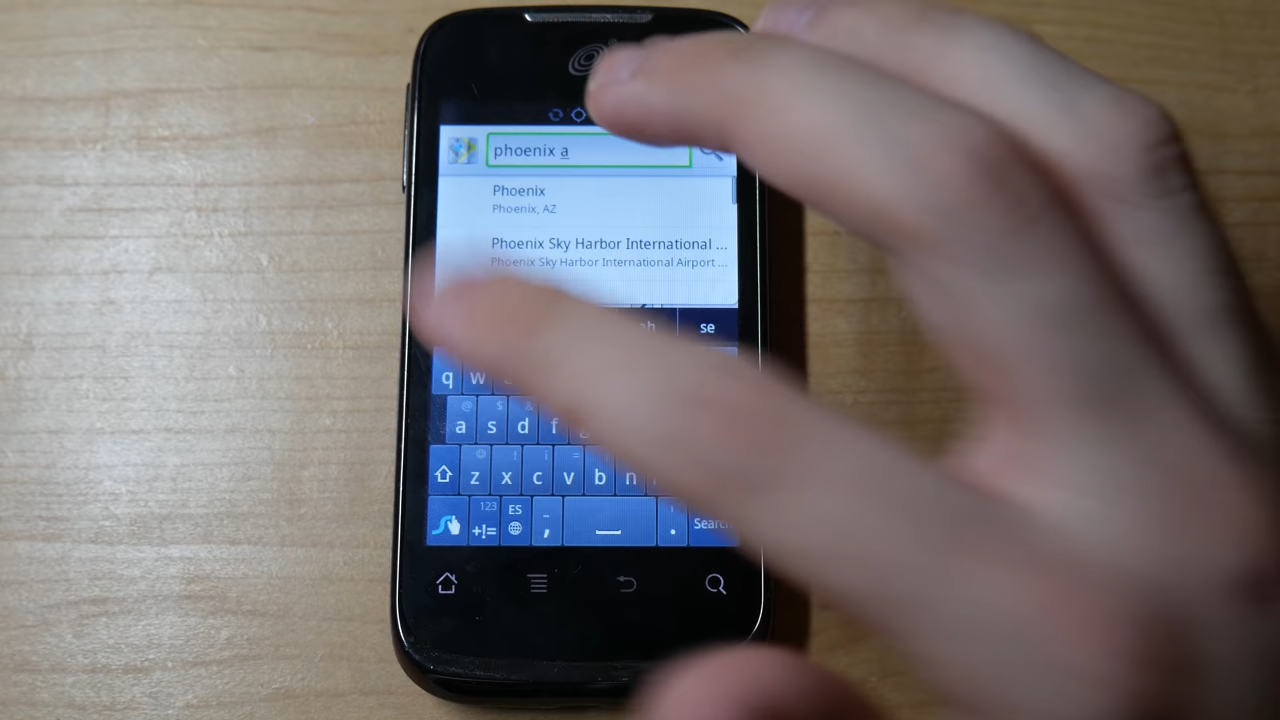 phoenix a
Phoenix
Phoenix, AZ
Phoenix Sky Harbor International ...
Phoenix Sky Harbor International Airport ...
se
q w
@ $ &
a s d f
! ¡ =
z x c v b n
123 ES -
+!= , .
Search